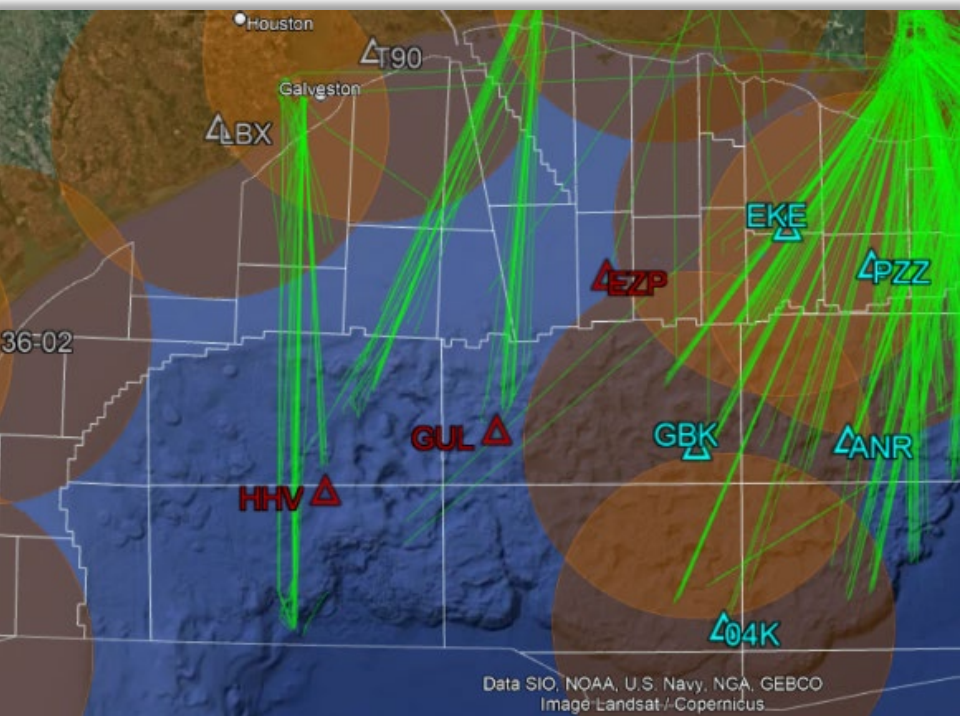 Houston
T90
Galveston
LBX
EKE
PZZ
EZP
36-02
GUL
GBK
ANR
HHV
04K
Data SIO, NOAA, U.S. Navy, NGA, GEBCO
Image Landsat / Copernicus